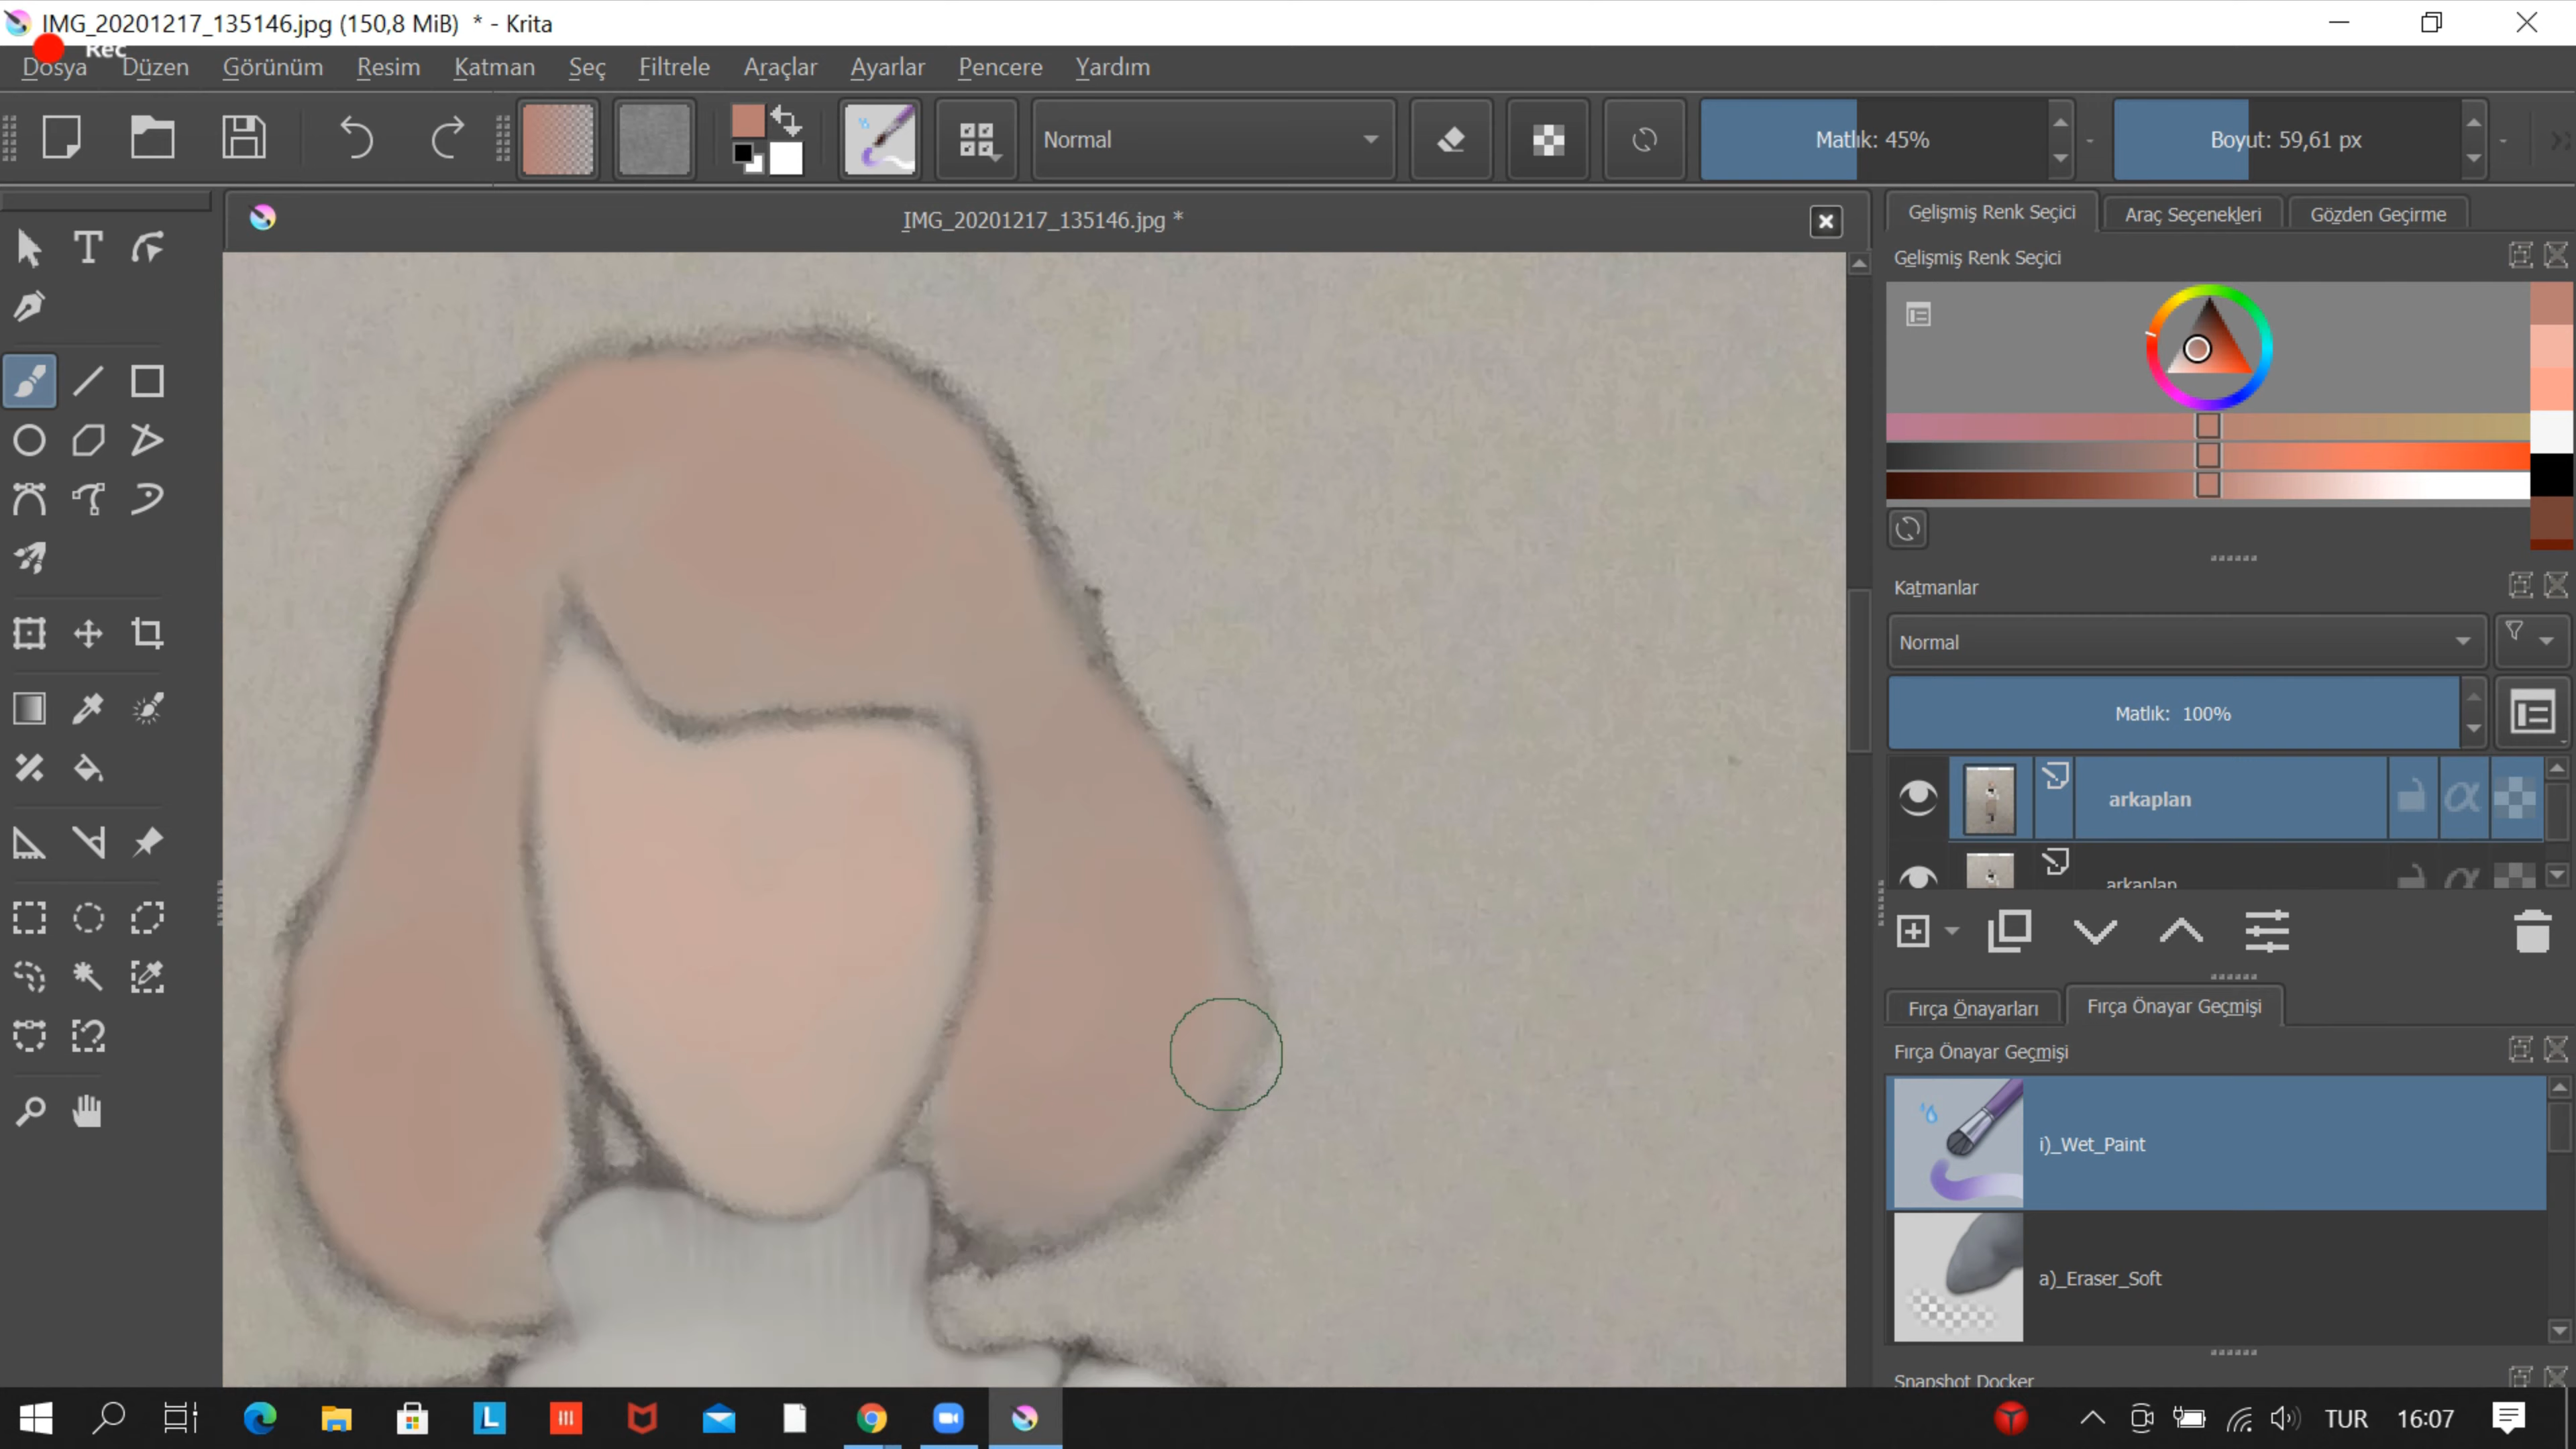 IMG_20201217_135146.jpg (150,8 MiB) * - Krita
Rec
Dosya Düzen Görünüm Resim Katman Seç Filtrele Araçlar Ayarlar Pencere Yardım
Normal
Matlık: 45%
Boyut: 59,61 px
IMG_20201217_135146.jpg *
Gelişmiş Renk Seçici
Araç Seçenekleri
Gözden Geçirme
Gelişmiş Renk Seçici
Katmanlar
Normal
Matlık: 100%
arkaplan
arkaplan
Fırça Önayarları
Fırça Önayar Geçmişi
Fırça Önayar Geçmişi
i)_Wet_Paint
a)_Eraser_Soft
Snapshot Docker
TUR 16:07